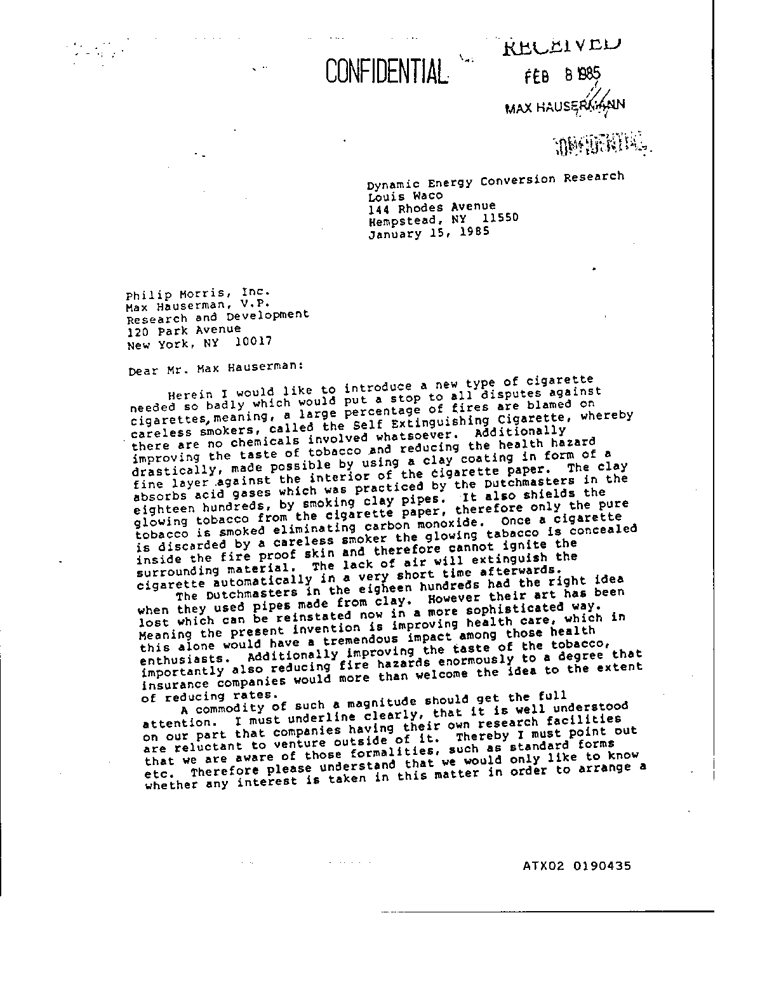 RECEIVED
CONFIDENTIAL
FEB 8 1985
MAX HAUSERMANN
CONFIDENTIAL
Dynamic Energy Conversion Research
Louis Waco
144 Rhodes Avenue
Hempstead, NY 11550
January 15, 1985
Philip Morris, Inc.
Max Hauserman, V.P.
Research and Development
120 Park Avenue
New York, NY 10017
Dear Mr. Max Hauserman:
Herein I would like to introduce a new type of cigarette
needed so badly which would put a stop to all disputes against
cigarettes, meaning, a large percentage of fires are blamed on
careless smokers, called the Self Extinguishing Cigarette, whereby
there are no chemicals involved whatsoever. Additionally
improving the taste of tobacco and reducing the health hazard
drastically, made possible by using a clay coating in form of a
fine layer against the interior of the cigarette paper. The clay
absorbs acid gases which was practiced by the Dutchmasters in the
eighteen hundreds, by smoking clay pipes. It also shields the
glowing tobacco from the cigarette paper, therefore only the pure
tobacco is smoked eliminating carbon monoxide. Once a cigarette
is discarded by a careless smoker the glowing tabacco is concealed
inside the fire proof skin and therefore cannot ignite the
surrounding material. The lack of air will extinguish the
cigarette automatically in a very short time afterwards.
The Dutchmasters in the eigheen hundreds had the right idea
when they used pipes made from clay. However their art has been
lost which can be reinstated now in a more sophisticated way.
Meaning the present invention is improving health care, which in
this alone would have a tremendous impact among those health
enthusiasts. Additionally improving the taste of the tobacco,
importantly also reducing fire hazards enormously to a degree that
insurance companies would more than welcome the idea to the extent
of reducing rates.
A commodity of such a magnitude should get the full
attention. I must underline clearly, that it is well understood
on our part that companies having their own research facilities
are reluctant to venture outside of it. Thereby I must point out
that we are aware of those formalities, such as standard forms
etc. Therefore please understand that we would only like to know
whether any interest is taken in this matter in order to arrange a
ATX02 0190435